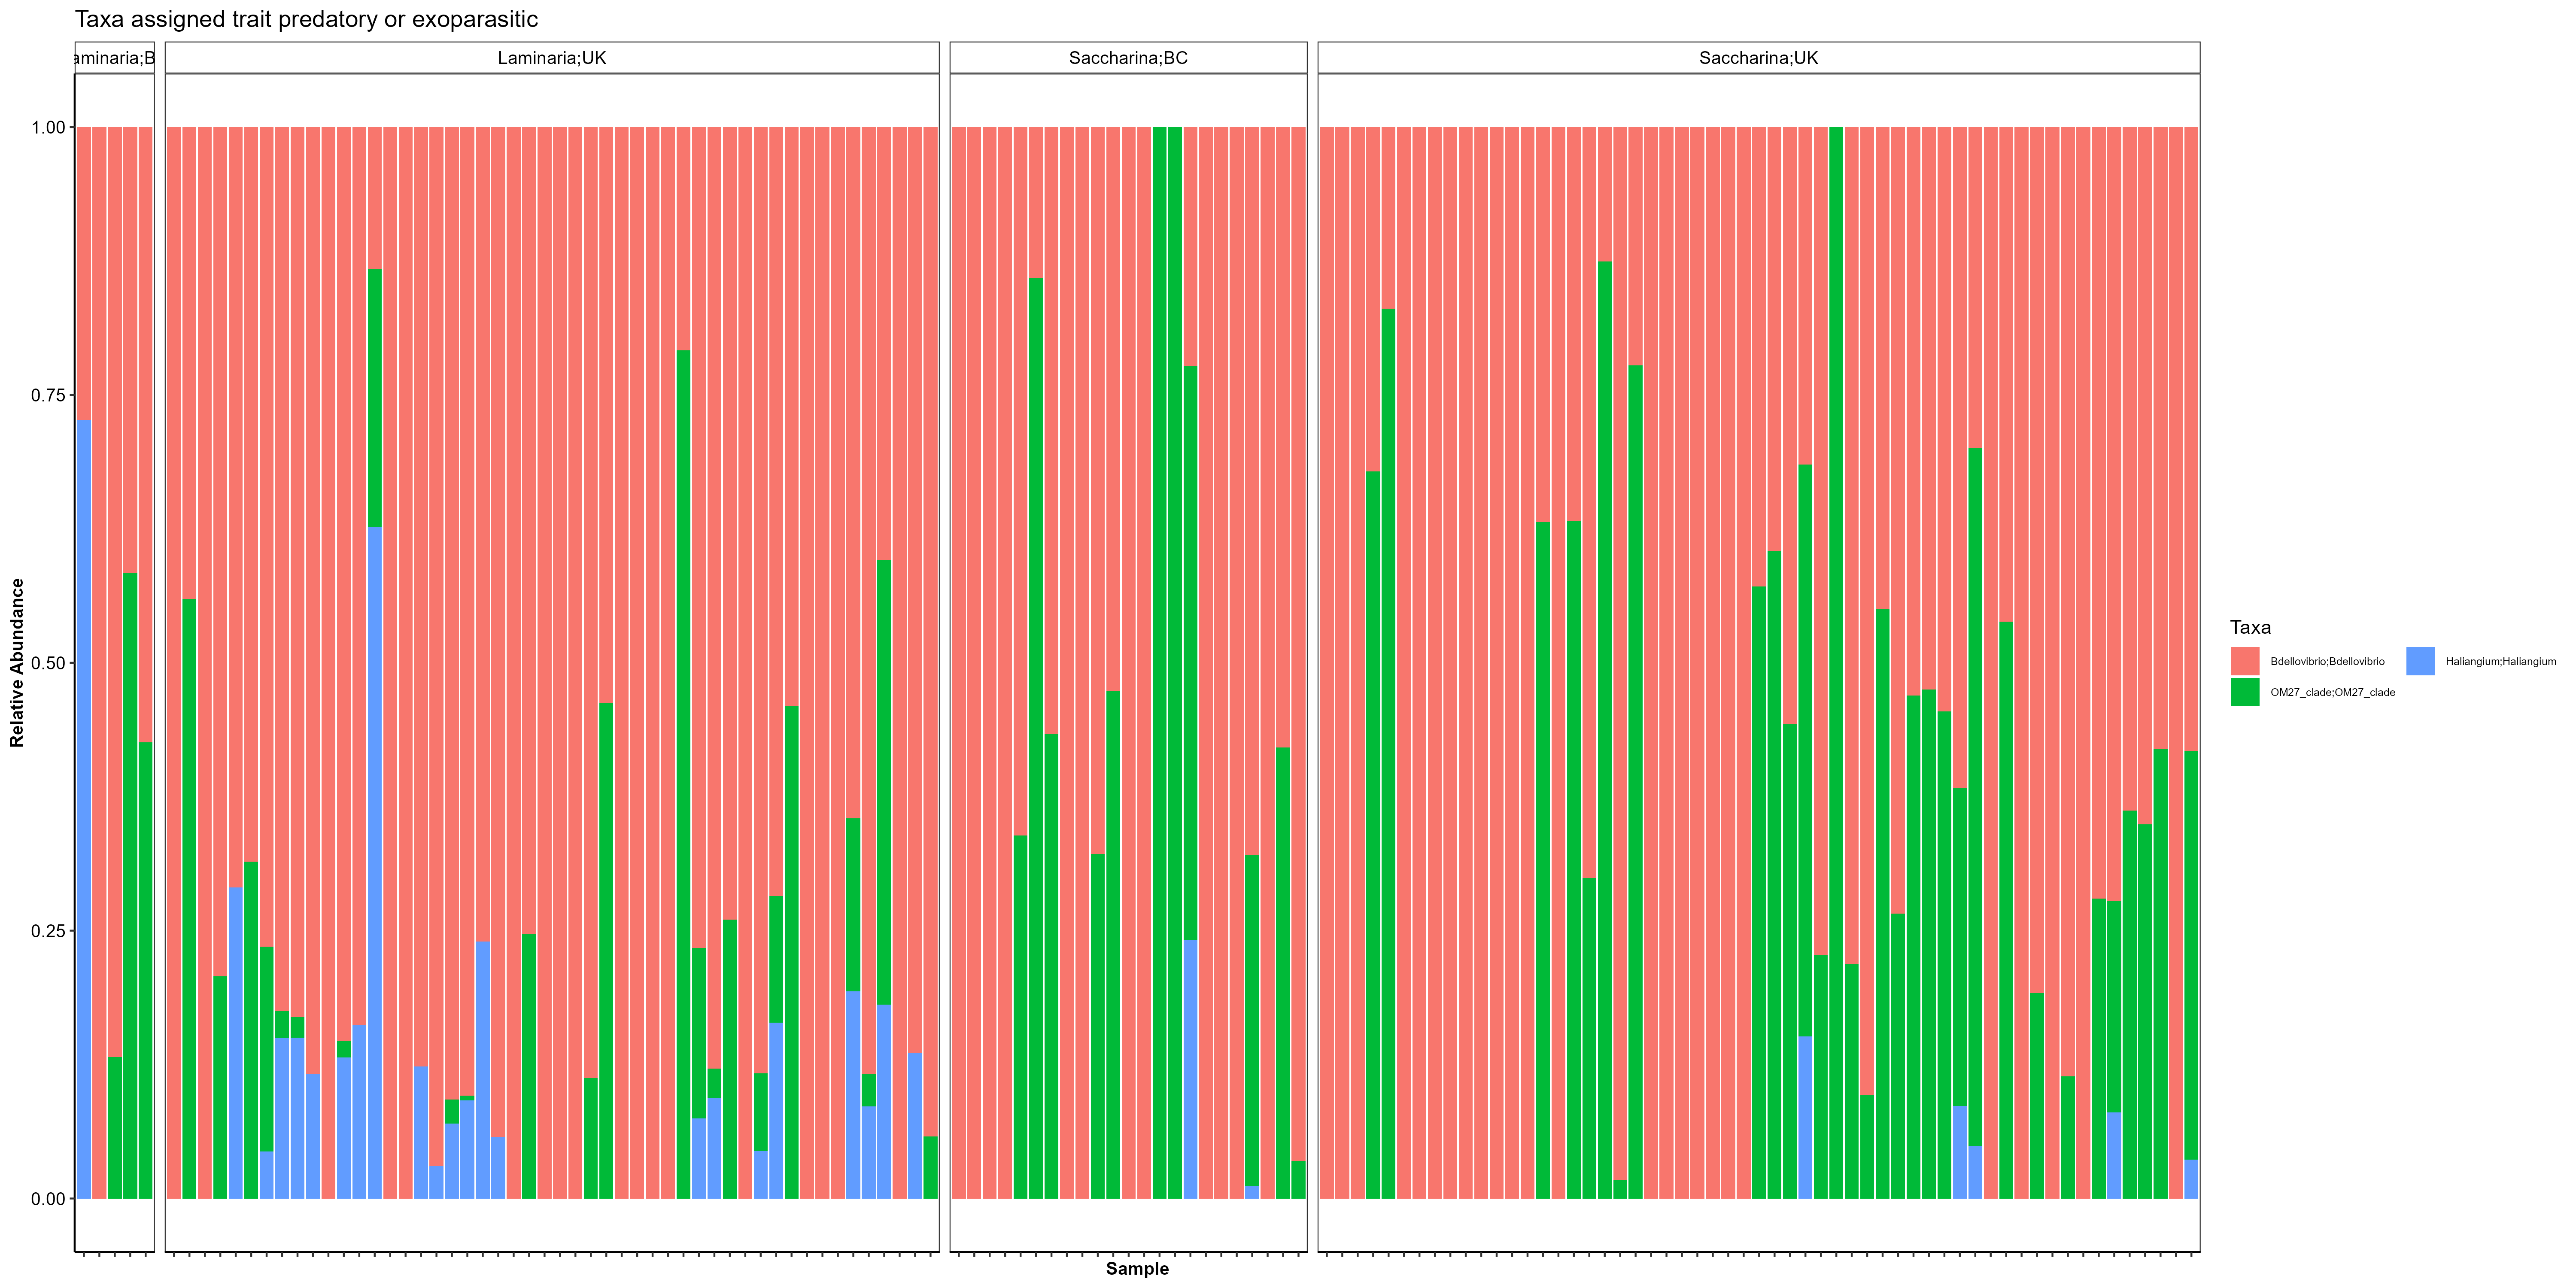 Taxa assigned trait predatory or exoparasitic
aminaria;B
Laminaria;UK
Saccharina;BC
Saccharina;UK
1.00
0.75
0.50
0.25
0.00
Relative Abundance
Sample
Taxa
Bdellovibrio;Bdellovibrio
Haliangium;Haliangium
OM27_clade;OM27_clade